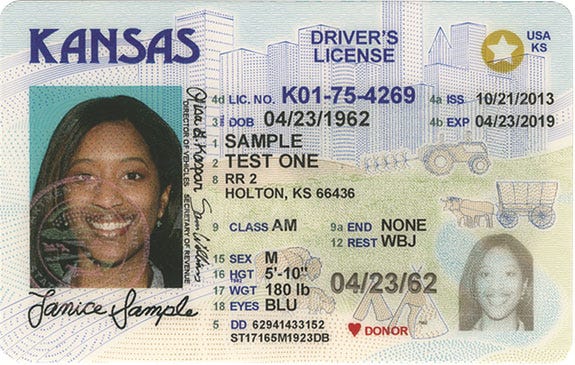 KANSAS
DRIVER'S
LICENSE
USA
KS
4d LIC. NO. K01-75-4269 4a ISS 10/21/2013
3 DOB 04/23/1962 4b EXP 04/23/2019
1 SAMPLE
2 TEST ONE
8 RR 2
HOLTON, KS 66436
9 CLASS AM 9a END NONE
12 REST WBJ
15 SEX M
16 HGT 5'-10"
17 WGT 180 lb 04/23/62
18 EYES BLU
5 DD 62941433152
ST17165M1923DB
DONOR
DIRECTOR OF VEHICLES
SECRETARY OF REVENUE
Janice Sample